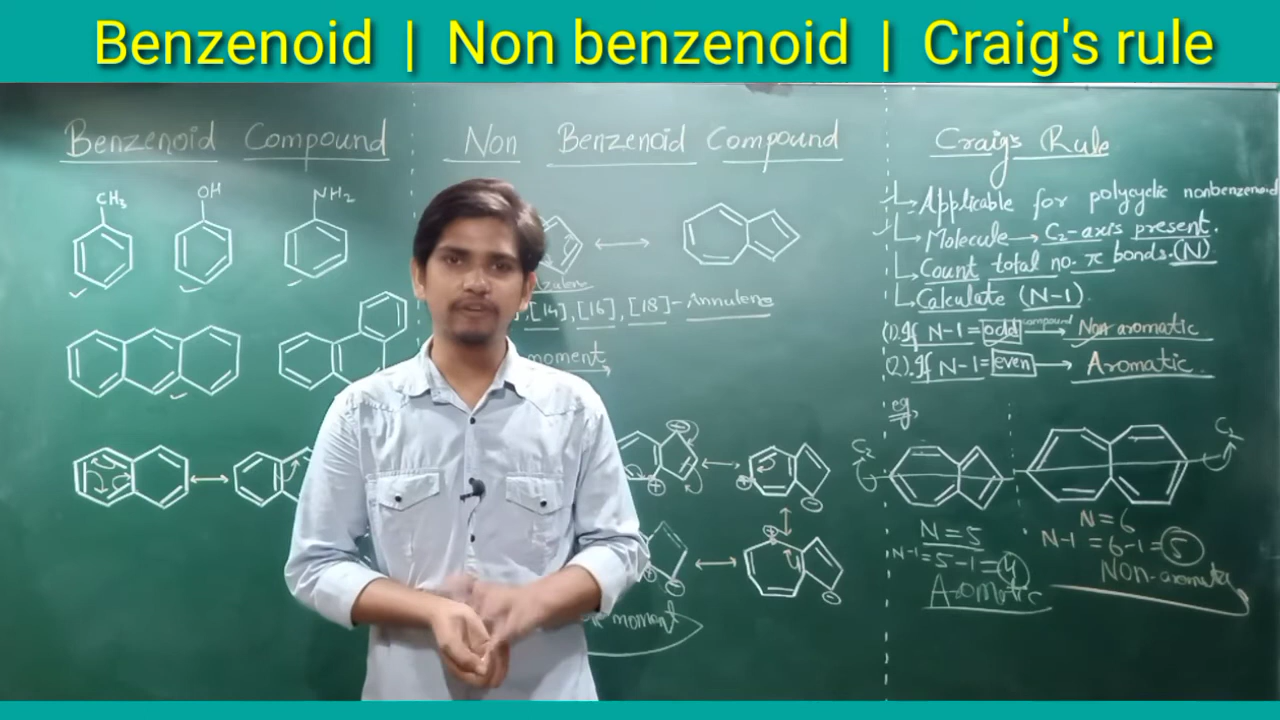 Benzenoid | Non benzenoid | Craig's rule
Benzenoid Compound
CH3
OH
NH2
Non Benzenoid Compound
[14], [16], [18]-Annulene
moment
moment
Craig's Rule
Applicable for polycyclic nonbenzenoid
Molecule → C2-axis present.
Count total no. π bonds.(N)
Calculate (N-1)
(1).If N-1=odd compound → Non aromatic
(2).If N-1=even → Aromatic.
eg,
C2
C2
N=5
N-1=5-1=4
Aromatic
N=6
N-1=6-1=5
Non-aromatic